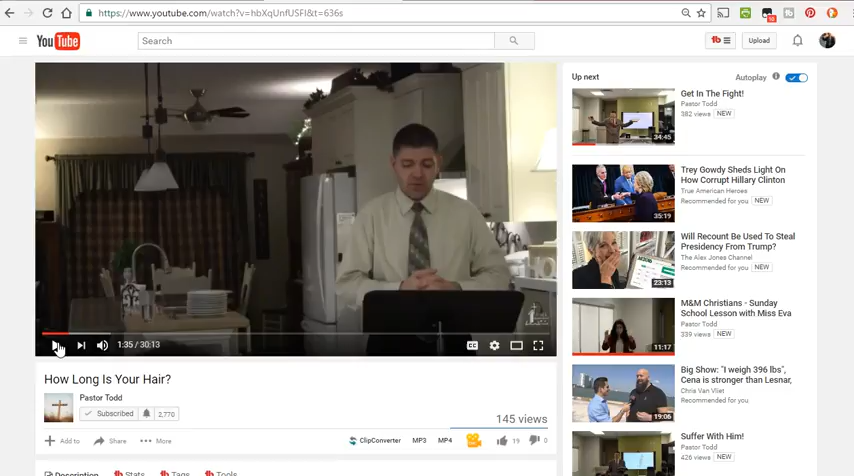 https://www.youtube.com/watch?v=hbXqUnfUSFI&t=636s
YouTube
Search
Upload
1:35 / 30:13
CC
How Long Is Your Hair?
Pastor Todd
Subscribed
2,770
145 views
Add to
Share
More
ClipConverter
MP3
MP4
19
0
Description
Stats
Tags
Tools
Up next
Autoplay
Get In The Fight!
Pastor Todd
382 views NEW
34:45
Trey Gowdy Sheds Light On
How Corrupt Hillary Clinton
True American Heroes
Recommended for you NEW
35:19
Will Recount Be Used To Steal
Presidency From Trump?
The Alex Jones Channel
Recommended for you NEW
23:13
M&M Christians - Sunday
School Lesson with Miss Eva
Pastor Todd
339 views NEW
11:17
Big Show: "I weigh 396 lbs",
Cena is stronger than Lesnar,
Chris Van Vliet
Recommended for you
19:06
Suffer With Him!
Pastor Todd
426 views NEW